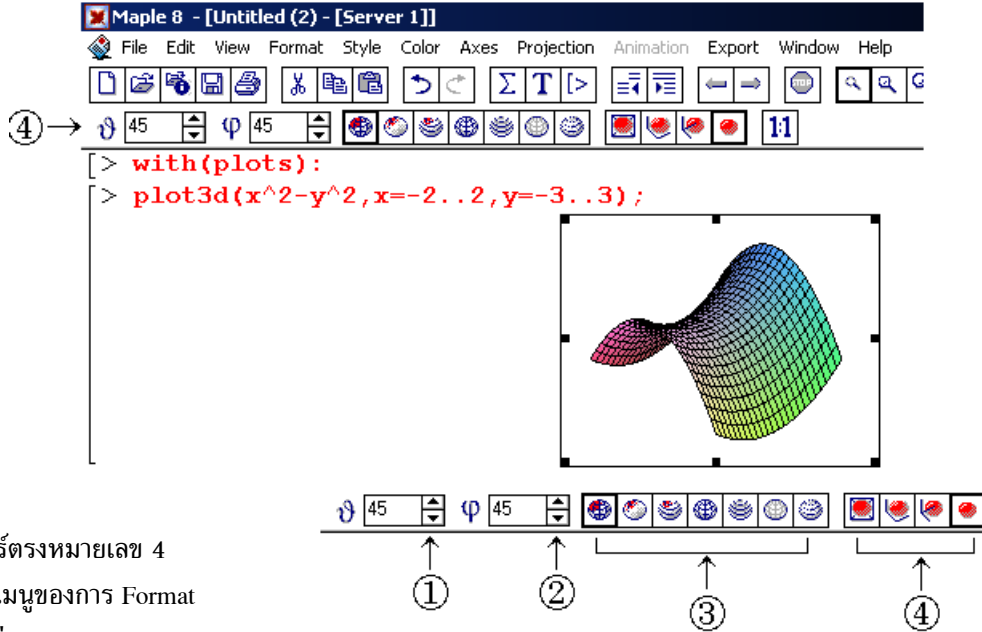 Maple 8 - [Untitled (2) - [Server 1]]
File Edit View Format Style Color Axes Projection Animation Export Window Help
Σ T [>
STOP
④ → ϑ 45 φ 45 1:1
[> with(plots):
[> plot3d(x^2-y^2,x=-2..2,y=-3..3);
ϑ 45 φ 45
① ② ③ ④
ร์ตรงหมายเลข 4
เมนูของการ Format